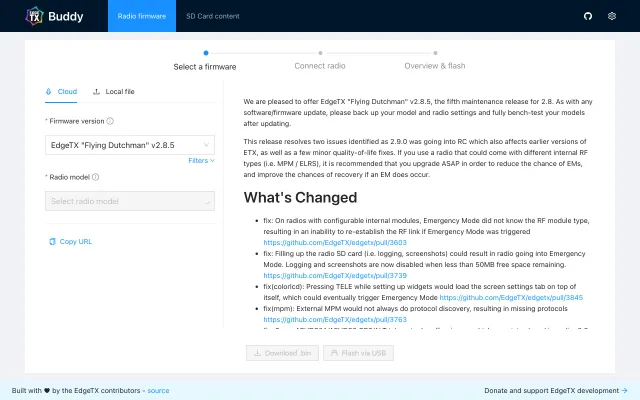 EDGE
TX
Buddy
Radio firmware
SD Card content
Select a firmware
Connect radio
Overview & flash
Cloud
Local file
* Firmware version
EdgeTX "Flying Dutchman" v2.8.5
Filters
* Radio model
Select radio model
Copy URL
We are pleased to offer EdgeTX "Flying Dutchman" v2.8.5, the fifth maintenance release for 2.8. As with any
software/firmware update, please back up your model and radio settings and fully bench-test your models
after updating.
This release resolves two issues identified as 2.9.0 was going into RC which also affects earlier versions of
ETX, as well as a few minor quality-of-life fixes. If you use a radio that could come with different internal RF
types (i.e. MPM / ELRS), it is recommended that you upgrade ASAP in order to reduce the chance of EMs,
and improve the chances of recovery if an EM does occur.
What's Changed
• fix: On radios with configurable internal modules, Emergency Mode did not know the RF module type,
resulting in an inability to re-establish the RF link if Emergency Mode was triggered
https://github.com/EdgeTX/edgetx/pull/3603
• fix: Filling up the radio SD card (i.e. logging, screenshots) could result in radio going into Emergency
Mode. Logging and screenshots are now disabled when less than 50MB free space remaining.
https://github.com/EdgeTX/edgetx/pull/3739
• fix(colorlcd): Pressing TELE while setting up widgets would load the screen settings tab on top of
itself, which could eventually trigger Emergency Mode https://github.com/EdgeTX/edgetx/pull/3845
• fix(mpm): External MPM would not always do protocol discovery, resulting in missing protocols
https://github.com/EdgeTX/edgetx/pull/3763
Download .bin
Flash via USB
Built with ♥ by the EdgeTX contributors - source
Donate and support EdgeTX development →